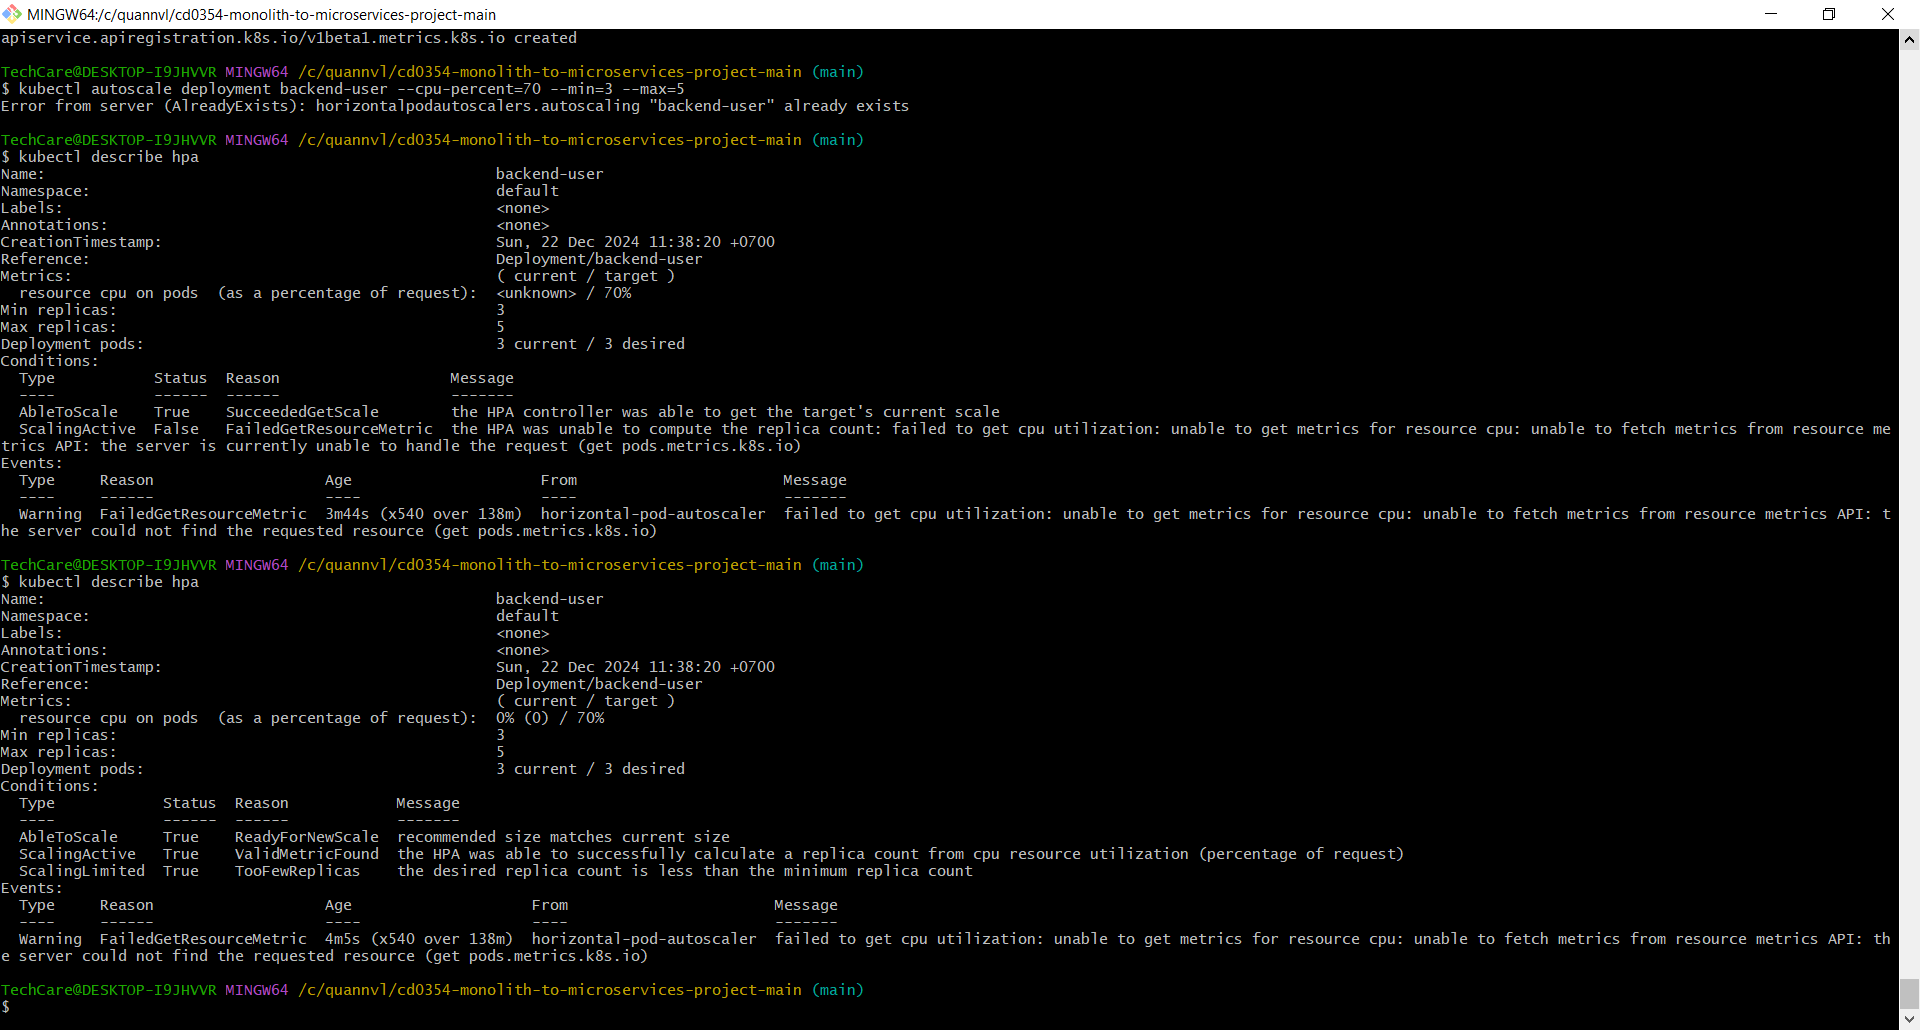 MINGW64:/c/quannvl/cd0354-monolith-to-microservices-project-main
apiservice.apiregistration.k8s.io/v1beta1.metrics.k8s.io created
TechCare@DESKTOP-I9JHVVR MINGW64 /c/quannvl/cd0354-monolith-to-microservices-project-main (main)
$ kubectl autoscale deployment backend-user --cpu-percent=70 --min=3 --max=5
Error from server (AlreadyExists): horizontalpodautoscalers.autoscaling "backend-user" already exists
TechCare@DESKTOP-I9JHVVR MINGW64 /c/quannvl/cd0354-monolith-to-microservices-project-main (main)
$ kubectl describe hpa
Name: backend-user
Namespace: default
Labels: <none>
Annotations: <none>
CreationTimestamp: Sun, 22 Dec 2024 11:38:20 +0700
Reference: Deployment/backend-user
Metrics: ( current / target )
resource cpu on pods (as a percentage of request): <unknown> / 70%
Min replicas: 3
Max replicas: 5
Deployment pods: 3 current / 3 desired
Conditions:
Type Status Reason Message
---- ------ ------ -------
AbleToScale True SucceededGetScale the HPA controller was able to get the target's current scale
ScalingActive False FailedGetResourceMetric the HPA was unable to compute the replica count: failed to get cpu utilization: unable to get metrics for resource cpu: unable to fetch metrics from resource me
trics API: the server is currently unable to handle the request (get pods.metrics.k8s.io)
Events:
Type Reason Age From Message
---- ------ ---- ---- -------
Warning FailedGetResourceMetric 3m44s (x540 over 138m) horizontal-pod-autoscaler failed to get cpu utilization: unable to get metrics for resource cpu: unable to fetch metrics from resource metrics API: t
he server could not find the requested resource (get pods.metrics.k8s.io)
TechCare@DESKTOP-I9JHVVR MINGW64 /c/quannvl/cd0354-monolith-to-microservices-project-main (main)
$ kubectl describe hpa
Name: backend-user
Namespace: default
Labels: <none>
Annotations: <none>
CreationTimestamp: Sun, 22 Dec 2024 11:38:20 +0700
Reference: Deployment/backend-user
Metrics: ( current / target )
resource cpu on pods (as a percentage of request): 0% (0) / 70%
Min replicas: 3
Max replicas: 5
Deployment pods: 3 current / 3 desired
Conditions:
Type Status Reason Message
---- ------ ------ -------
AbleToScale True ReadyForNewScale recommended size matches current size
ScalingActive True ValidMetricFound the HPA was able to successfully calculate a replica count from cpu resource utilization (percentage of request)
ScalingLimited True TooFewReplicas the desired replica count is less than the minimum replica count
Events:
Type Reason Age From Message
---- ------ ---- ---- -------
Warning FailedGetResourceMetric 4m5s (x540 over 138m) horizontal-pod-autoscaler failed to get cpu utilization: unable to get metrics for resource cpu: unable to fetch metrics from resource metrics API: th
e server could not find the requested resource (get pods.metrics.k8s.io)
TechCare@DESKTOP-I9JHVVR MINGW64 /c/quannvl/cd0354-monolith-to-microservices-project-main (main)
$